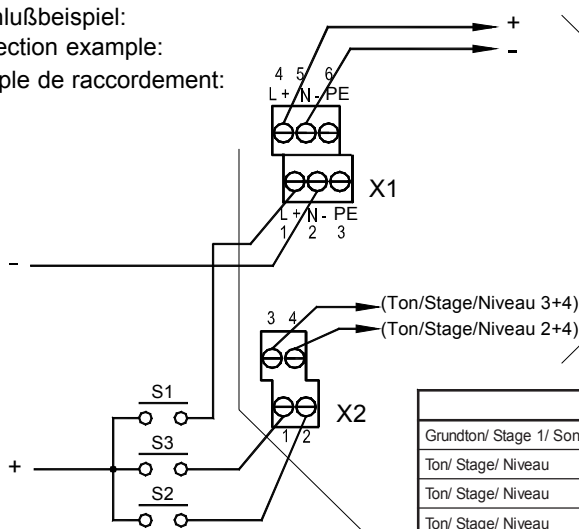 lußbeispiel:
ection example:
ple de raccordement:
+
-
4 5 6
L + N - PE
X1
L + N - PE
1 2 3
-
3 4
(Ton/Stage/Niveau 3+4)
(Ton/Stage/Niveau 2+4)
S1
X2
1 2
S3
+
S2
Grundton/ Stage 1/ Son
Ton/ Stage/ Niveau
Ton/ Stage/ Niveau
Ton/ Stage/ Niveau